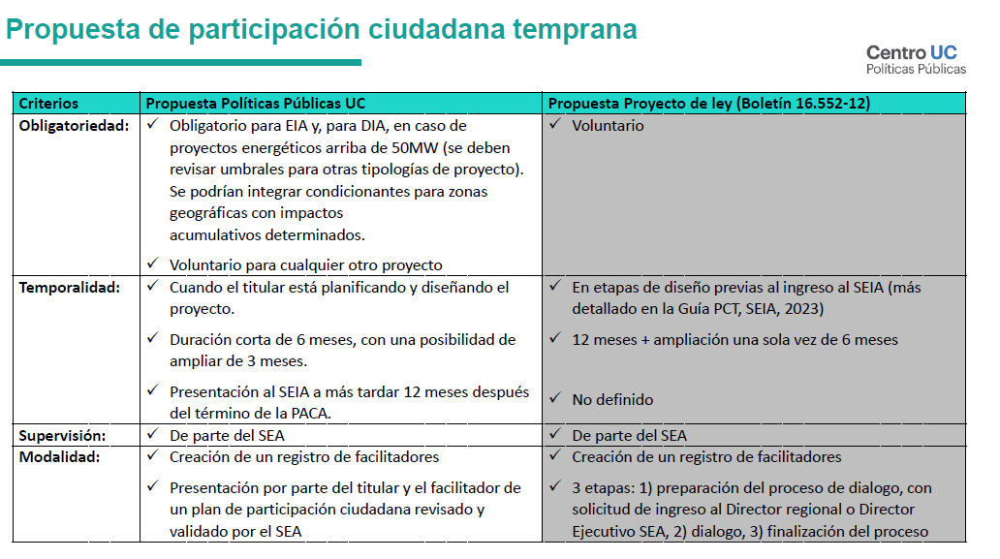 Propuesta de participación ciudadana temprana
Centro UC
Políticas Públicas
Criterios
Propuesta Políticas Públicas UC
Propuesta Proyecto de ley (Boletín 16.552-12)
Obligatoriedad:
✓ Obligatorio para EIA y, para DIA, en caso de
proyectos energéticos arriba de 50MW (se deben
revisar umbrales para otras tipologías de proyecto).
Se podrían integrar condicionantes para zonas
geográficas con impactos
acumulativos determinados.
✓ Voluntario para cualquier otro proyecto
✓ Voluntario
Temporalidad:
✓ Cuando el titular está planificando y diseñando el
proyecto.
✓ Duración corta de 6 meses, con una posibilidad de
ampliar de 3 meses.
✓ Presentación al SEIA a más tardar 12 meses después
del término de la PACA.
✓ En etapas de diseño previas al ingreso al SEIA (más
detallado en la Guía PCT, SEIA, 2023)
✓ 12 meses + ampliación una sola vez de 6 meses
✓ No definido
Supervisión:
✓ De parte del SEA
✓ De parte del SEA
Modalidad:
✓ Creación de un registro de facilitadores
✓ Presentación por parte del titular y el facilitador de
un plan de participación ciudadana revisado y
validado por el SEA
✓ Creación de un registro de facilitadores
✓ 3 etapas: 1) preparación del proceso de dialogo, con
solicitud de ingreso al Director regional o Director
Ejecutivo SEA, 2) dialogo, 3) finalización del proceso